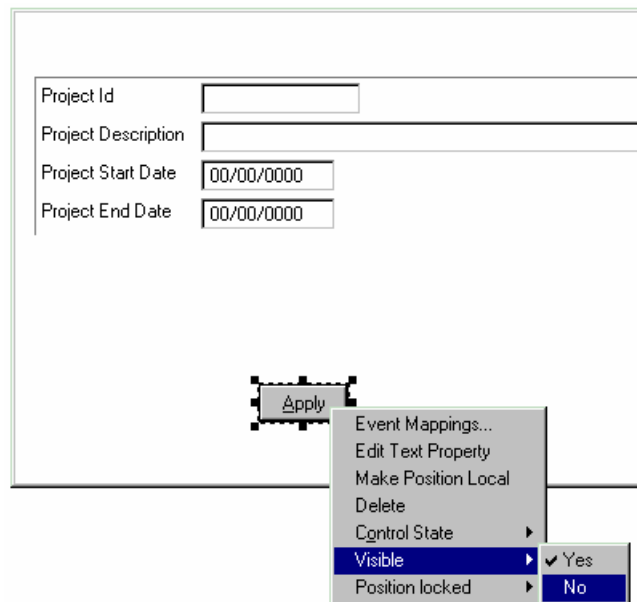 Project Id
Project Description
Project Start Date 00/00/0000
Project End Date 00/00/0000
Apply
Event Mappings...
Edit Text Property
Make Position Local
Delete
Control State
Visible ✔ Yes
Position locked No